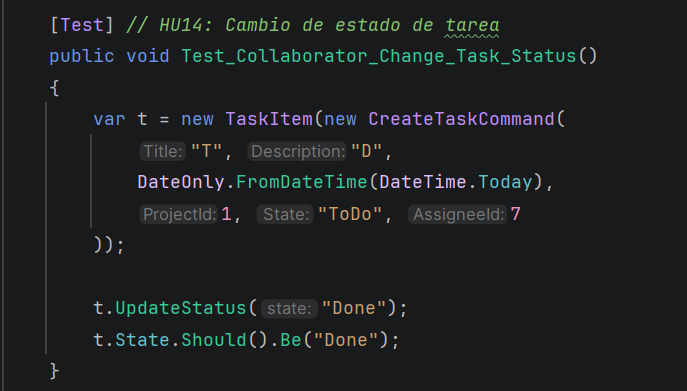 [Test] // HU14: Cambio de estado de tarea
public void Test_Collaborator_Change_Task_Status()
{
var t = new TaskItem(new CreateTaskCommand(
Title: "T", Description: "D",
DateOnly.FromDateTime(DateTime.Today),
ProjectId: 1, State: "ToDo", AssigneeId: 7
));
t.UpdateStatus( state: "Done");
t.State.Should().Be("Done");
}